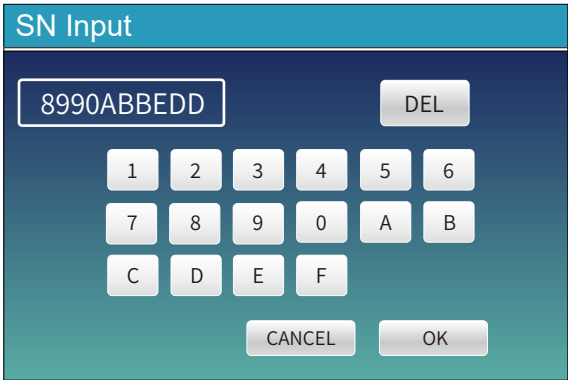 SN Input
8990ABBEDD DEL
1 2 3 4 5 6
7 8 9 0 A B
C D E F
CANCEL OK